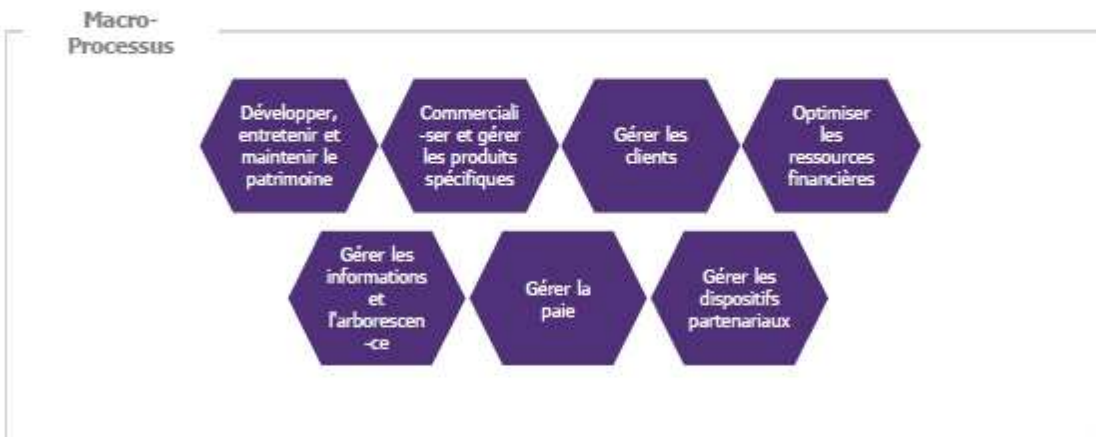 Macro-
Processus
Développer,
entretenir et
maintenir le
patrimoine
Commerciali
-ser et gérer
les produits
spécifiques
Gérer les
clients
Optimiser
les
ressources
financières
Gérer les
informations
et
l'arborescen
-ce
Gérer la
paie
Gérer les
dispositifs
partenariaux